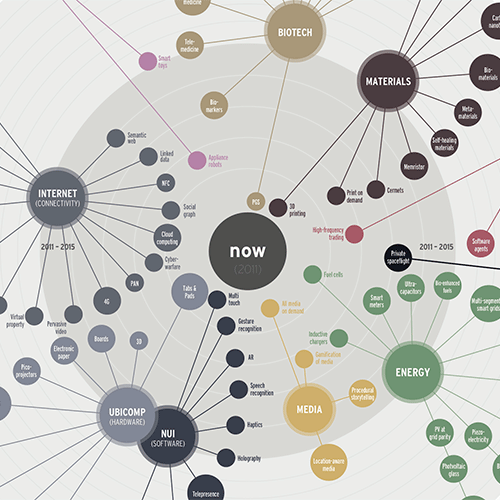 medicine
BIOTECH
Tele-
medicine
Smart
toys
Bio-
markers
MATERIALS
Bio-
materials
Meta-
materials
Self-healing
materials
Memristor
Cermets
Print on
demand
3D
printing
PGS
Appliance
robots
Semantic
web
Linked
data
NFC
Social
graph
Cloud
computing
Cyber-
warfare
PAN
4G
Pervasive
video
Virtual
property
INTERNET
(CONNECTIVITY)
2011 – 2015
now
(2011)
High-frequency
trading
Software
agents
Private
spaceflight
2011 – 2015
Fuel cells
Ultra-
capacitors
Bio-enhanced
fuels
Smart
meters
Multi-segment
smart grids
Inductive
chargers
ENERGY
PV at
grid parity
Piezo-
electricity
Photovoltaic
glass
Tabs &
Pads
Multi
touch
Gesture
recognition
AR
Speech
recognition
Haptics
Holography
Telepresence
All media
on demand
Gamification
of media
Procedural
storytelling
MEDIA
Location-aware
media
Boards
3D
Electronic
paper
Pico-
projectors
UBICOMP
(HARDWARE)
NUI
(SOFTWARE)